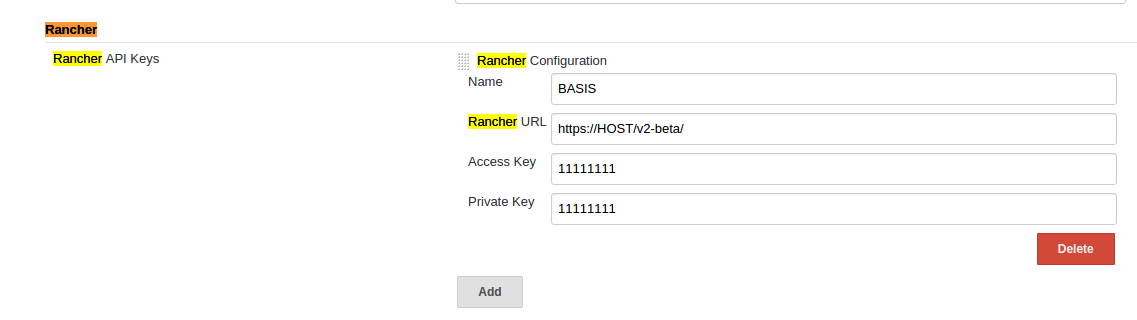 Rancher
Rancher API Keys
Rancher Configuration
Name
BASIS
Rancher URL
https://HOST/v2-beta/
Access Key
11111111
Private Key
11111111
Delete
Add